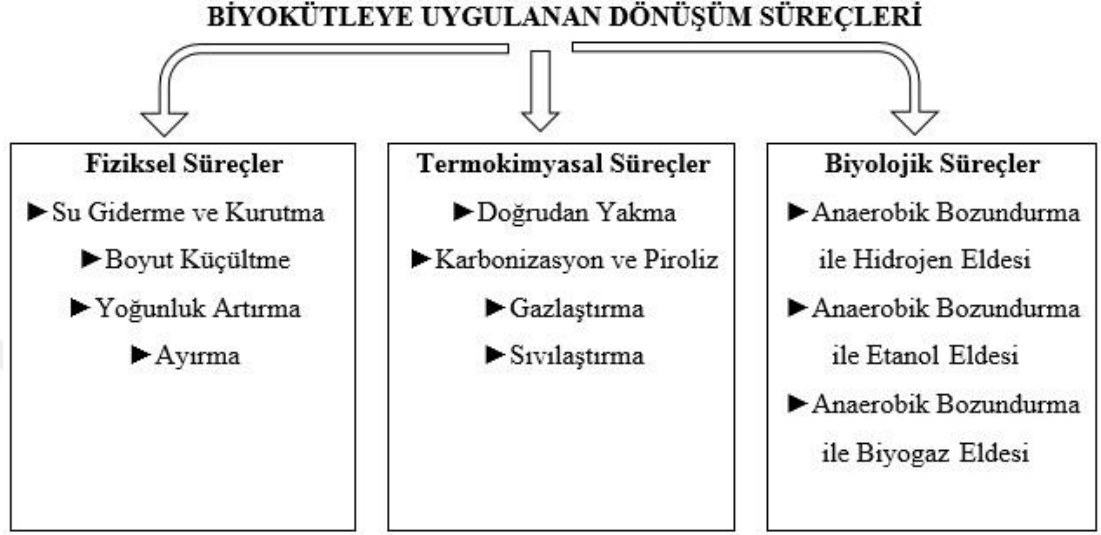 BİYOKÜTLEYE UYGULANAN DÖNÜŞÜM SÜREÇLERİ
Fiziksel Süreçler
►Su Giderme ve Kurutma
►Boyut Küçültme
►Yoğunluk Artırma
►Ayırma
Termokimyasal Süreçler
►Doğrudan Yakma
►Karbonizasyon ve Piroliz
►Gazlaştırma
►Sıvılaştırma
Biyolojik Süreçler
►Anaerobik Bozundurma
ile Hidrojen Eldesi
►Anaerobik Bozundurma
ile Etanol Eldesi
►Anaerobik Bozundurma
ile Biyogaz Eldesi